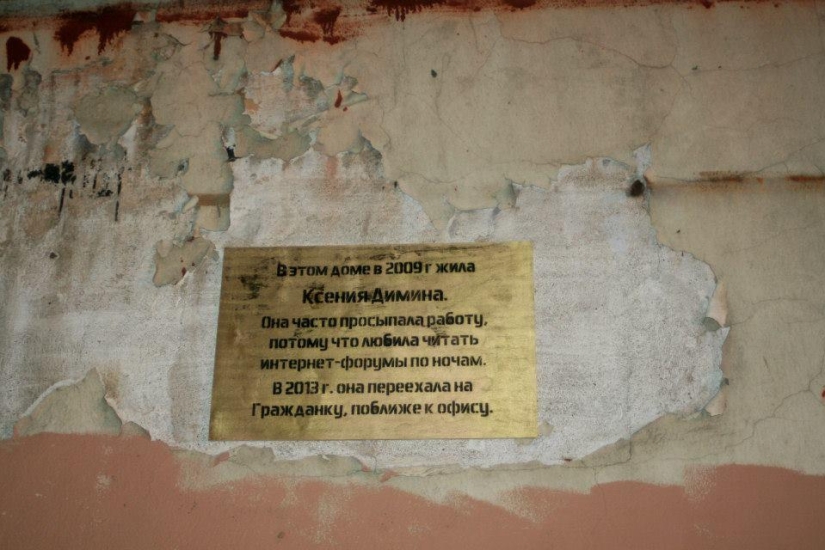 В этом доме в 2009 г жила
Ксения Димина.
Она часто просыпала работу,
потому что любила читать
интернет-форумы по ночам.
В 2013 г. она переехала на
Гражданку, поближе к офису.